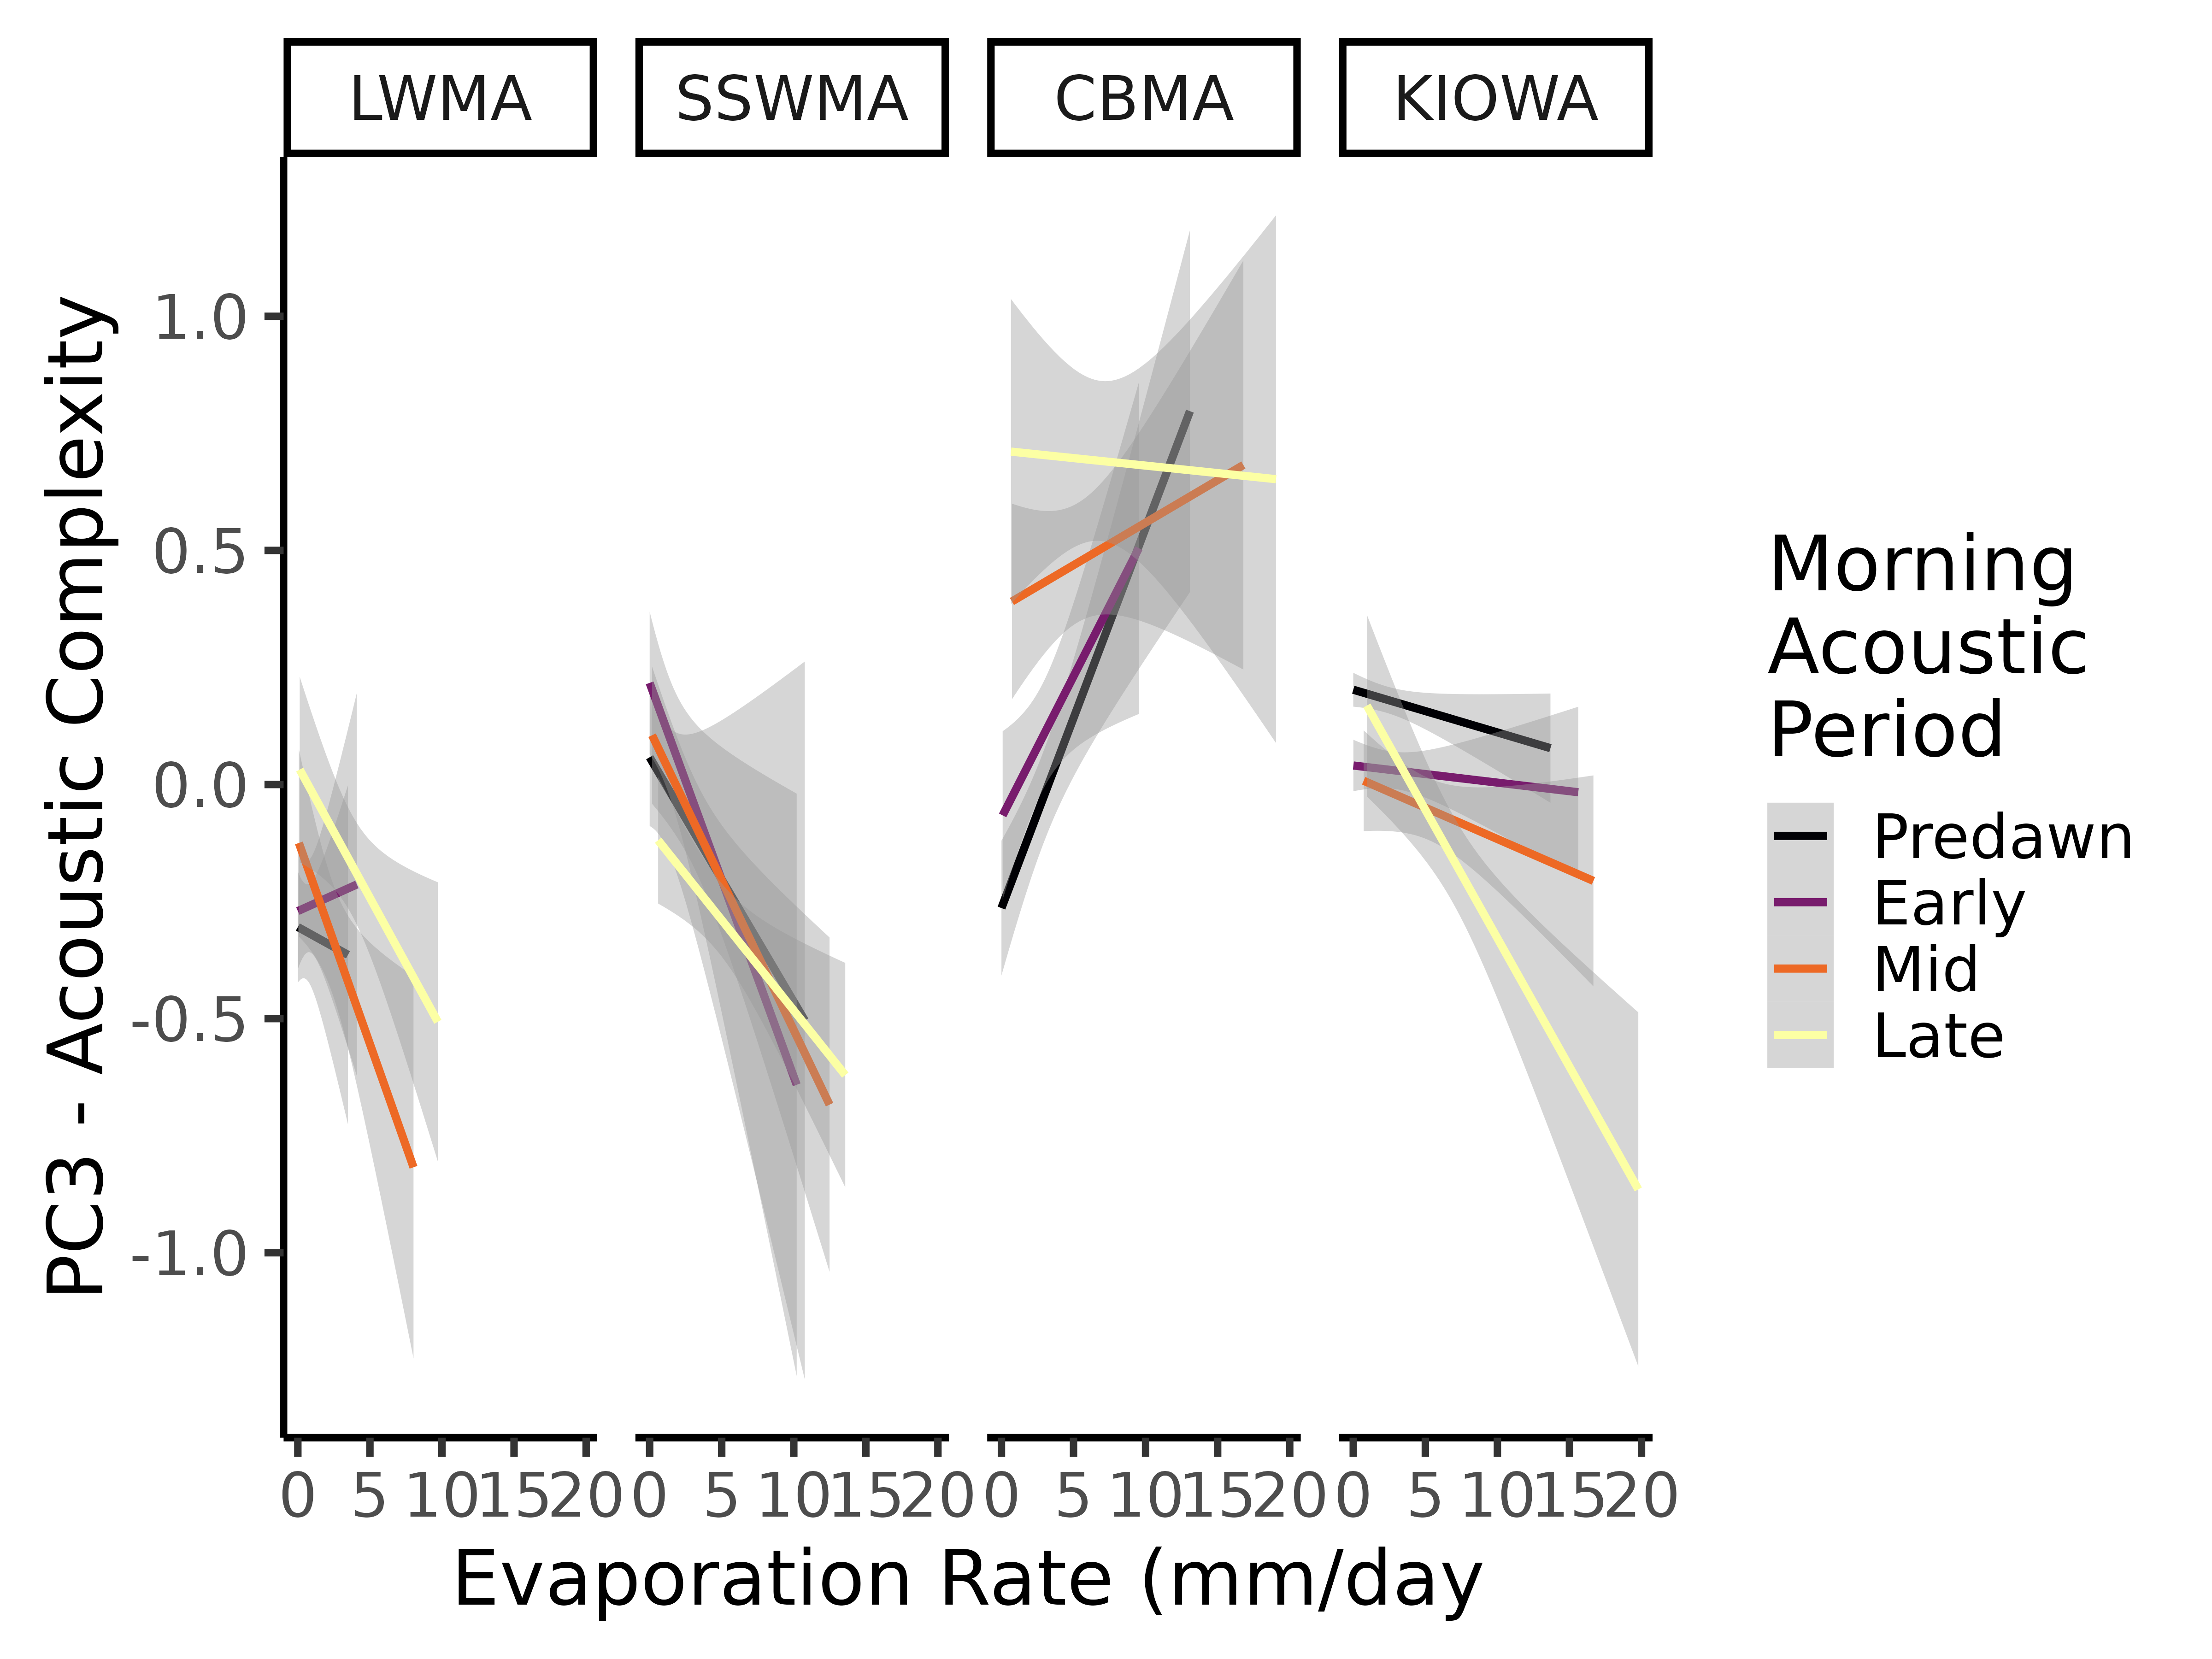 LWMA SSWMA CBMA KIOWA
PC3 - Acoustic Complexity
1.0
0.5
0.0
-0.5
-1.0
0 5 10 15 20 0 5 10 15 20 0 5 10 15 20 0 5 10 15 20
Evaporation Rate (mm/day
Morning
Acoustic
Period
Predawn
Early
Mid
Late